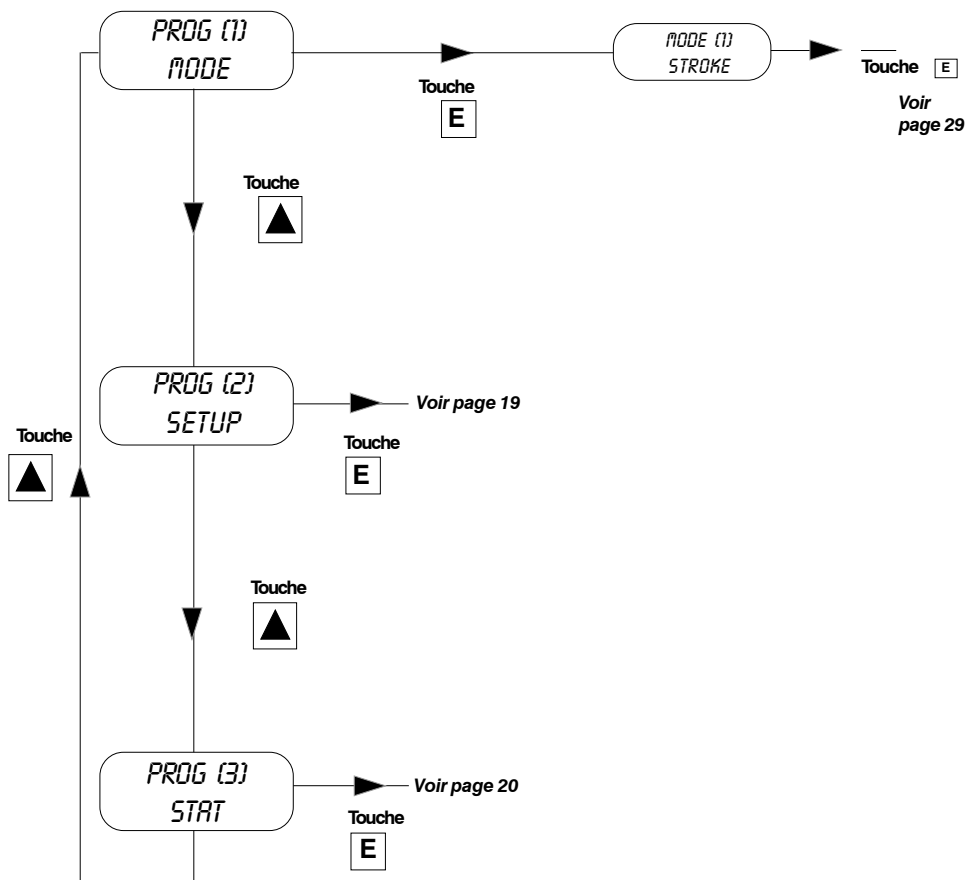 PROG (1)
MODE
MODE (1)
STROKE
Touche
E
Touche E
Voir
page 29
Touche
PROG (2)
SETUP
Voir page 19
Touche
E
Touche
Touche
PROG (3)
STAT
Voir page 20
Touche
E